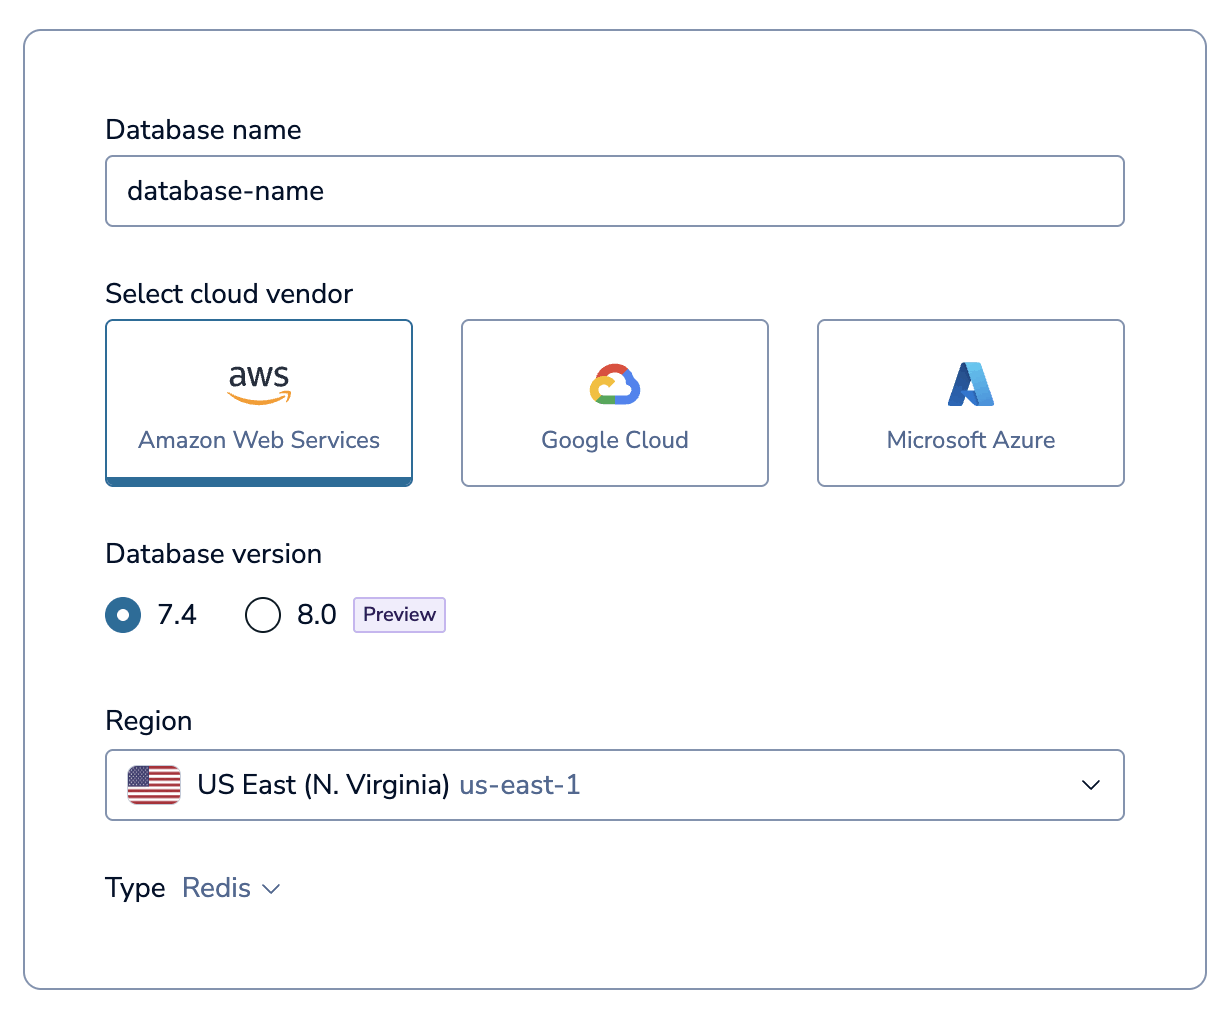 Database name
database-name
Select cloud vendor
aws
Amazon Web Services
Google Cloud
Microsoft Azure
Database version
7.4 8.0 Preview
Region
US East (N. Virginia) us-east-1
Type Redis